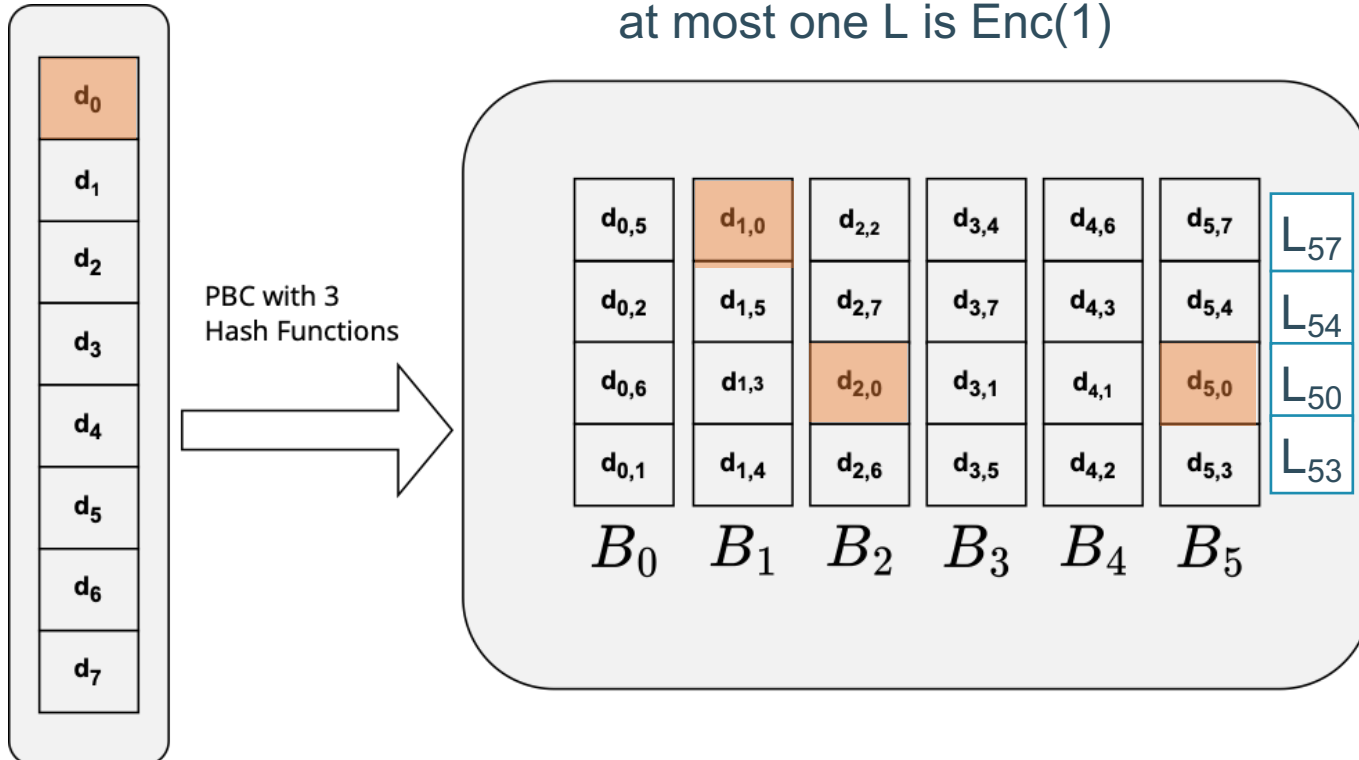 at most one L is Enc(1)
d₀
d₁
d₂
d₃
d₄
d₅
d₆
d₇
PBC with 3
Hash Functions
d₀,₅ d₁,₀ d₂,₂ d₃,₄ d₄,₆ d₅,₇ L₅₇
d₀,₂ d₁,₅ d₂,₇ d₃,₇ d₄,₃ d₅,₄ L₅₄
d₀,₆ d₁,₃ d₂,₀ d₃,₁ d₄,₁ d₅,₀ L₅₀
d₀,₁ d₁,₄ d₂,₆ d₃,₅ d₄,₂ d₅,₃ L₅₃
B₀ B₁ B₂ B₃ B₄ B₅